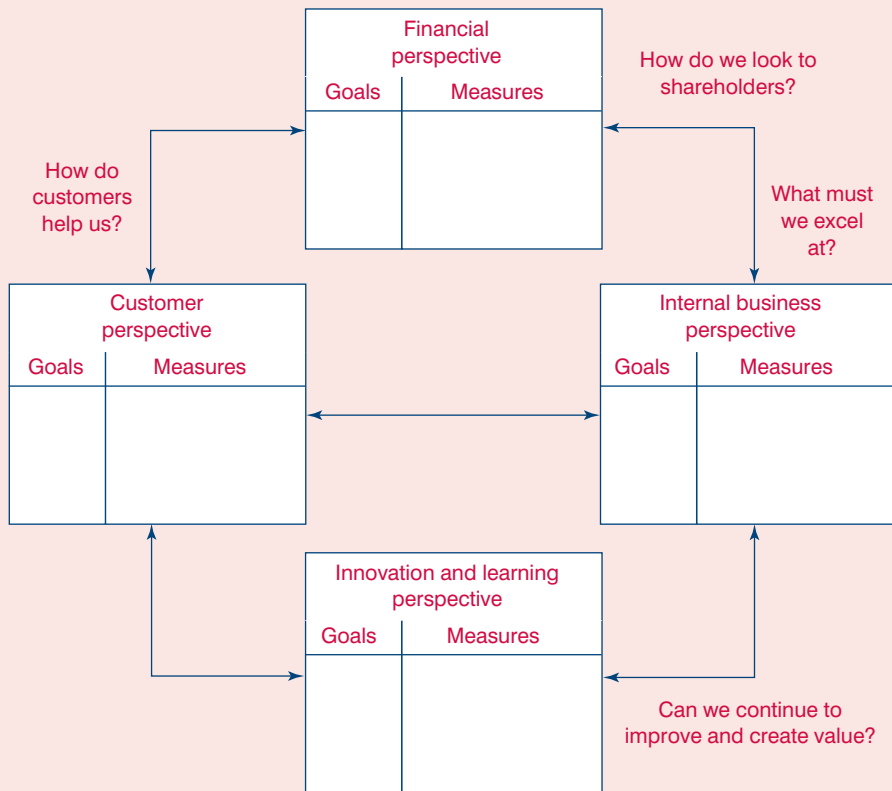 Financial
perspective
Goals Measures
How do we look to
shareholders?
How do
customers
help us?
What must
we excel
at?
Customer
perspective
Goals Measures
Internal business
perspective
Goals Measures
Innovation and learning
perspective
Goals Measures
Can we continue to
improve and create value?